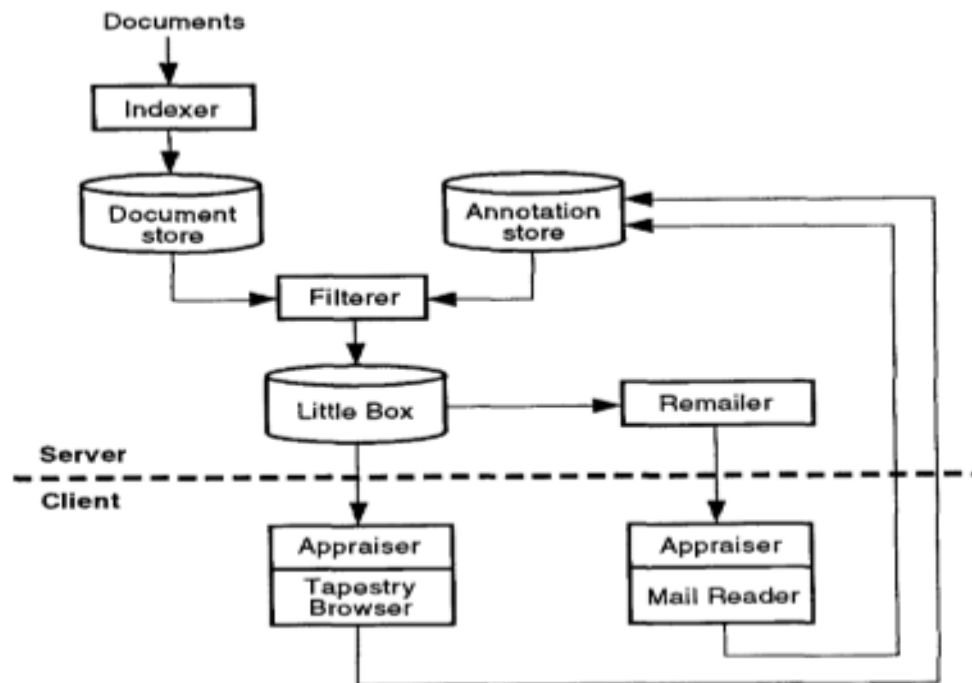 Documents
Indexer
Document
store
Annotation
store
Filterer
Little Box
Remailer
Server
Client
Appraiser
Tapestry
Browser
Appraiser
Mail Reader